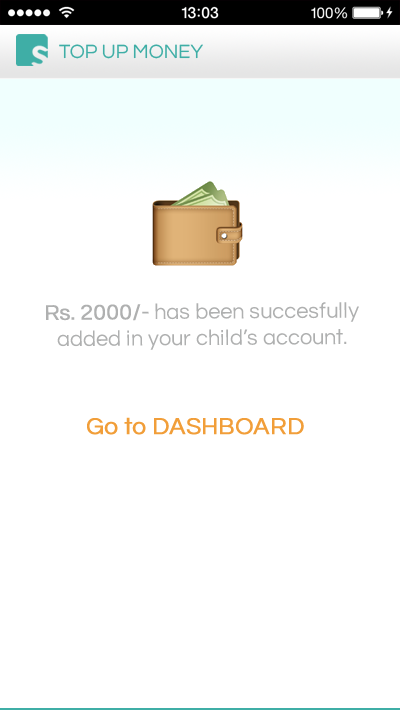 13:03
100%
S TOP UP MONEY
Rs. 2000/- has been succesfully
added in your child’s account.
Go to DASHBOARD